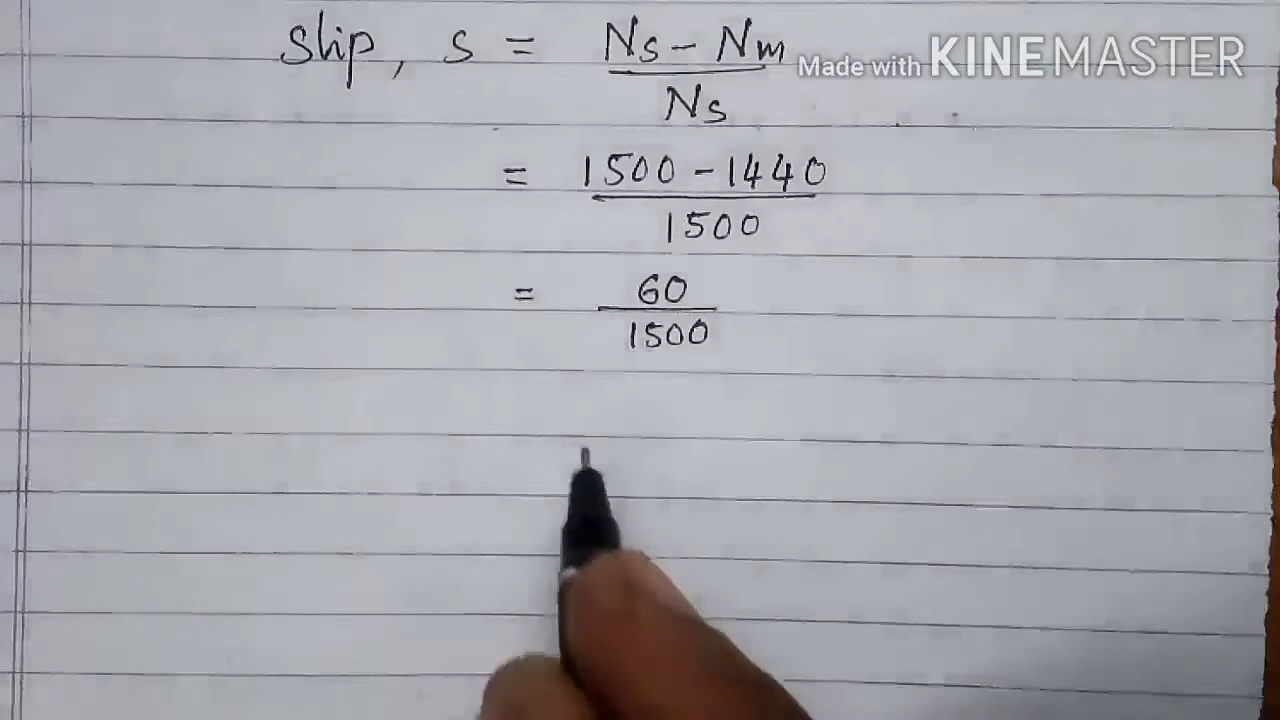 Slip, s = Ns - Nm / Ns
Made with KINEMASTER
= 1500 - 1440 / 1500
= 60 / 1500